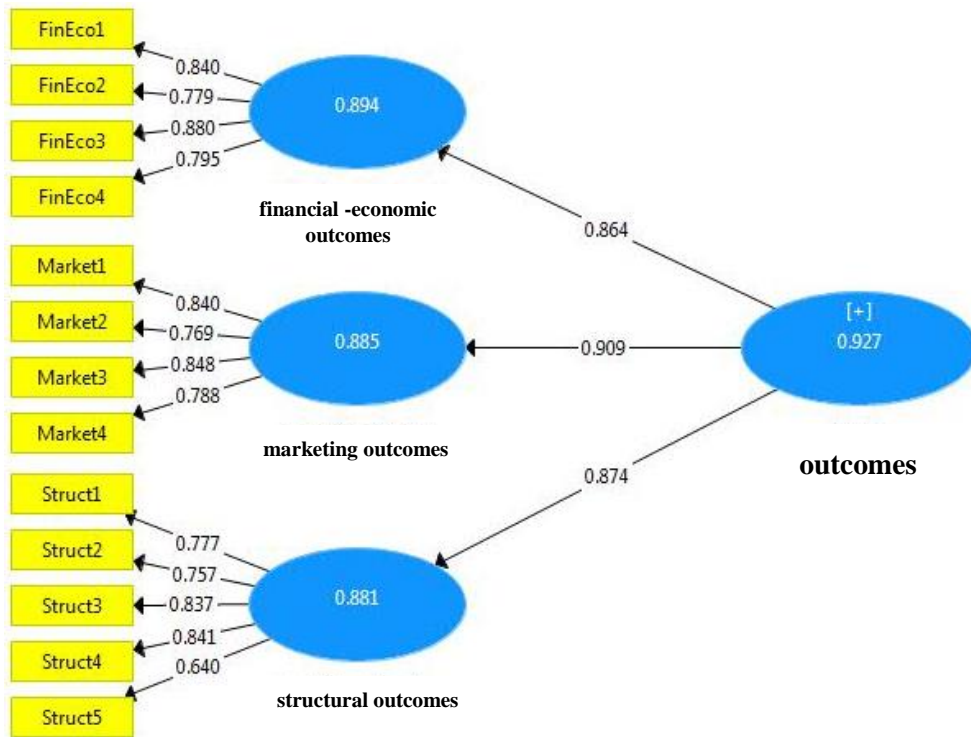 FinEco1
0.840
FinEco2
0.779
0.894
FinEco3
0.880
0.795
FinEco4
financial -economic
outcomes
0.864
Market1
0.840
Market2
0.769
0.885
Market3
0.848
0.788
Market4
marketing outcomes
0.909
[+]
0.927
outcomes
0.874
Struct1
0.777
Struct2
0.757
0.881
Struct3
0.837
0.841
Struct4
0.640
Struct5
structural outcomes